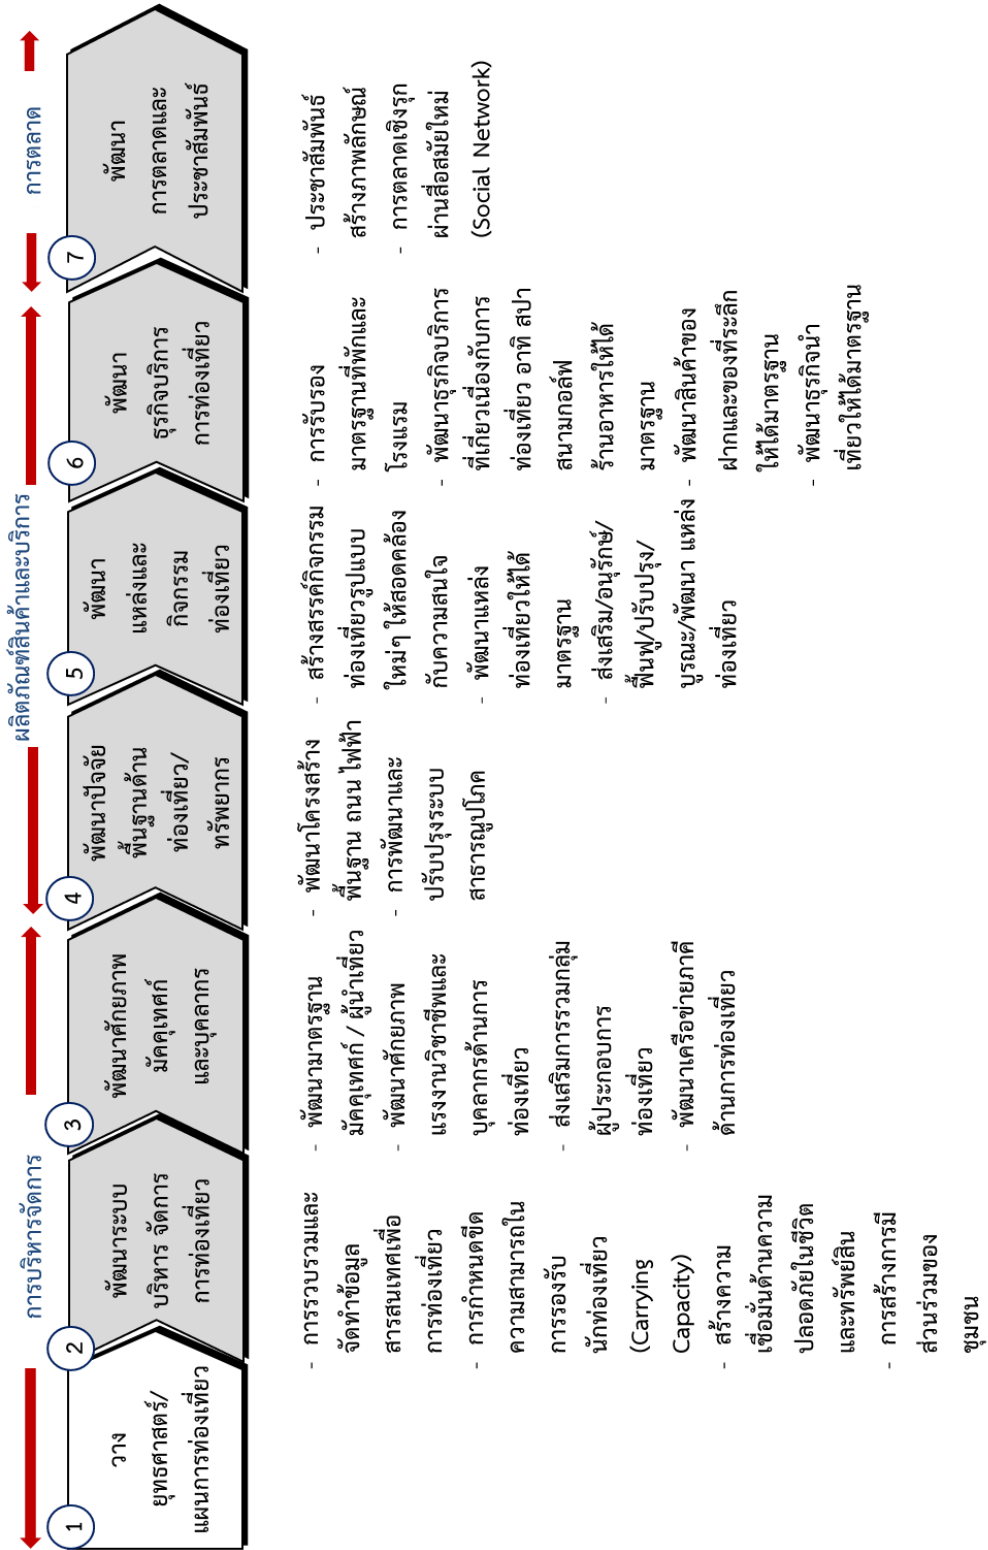 การบริหารจัดการ
ผลิตภัณฑ์สินค้าและบริการ
การตลาด
1
วาง
ยุทธศาสตร์/
แผนการท่องเที่ยว
2
พัฒนาระบบ
บริหาร จัดการ
การท่องเที่ยว
- การรวบรวมและ
จัดทำข้อมูล
สารสนเทศเพื่อ
การท่องเที่ยว
- การกำหนดขีด
ความสามารถใน
การรองรับ
นักท่องเที่ยว
(Carrying
Capacity)
- สร้างความ
เชื่อมั่นด้านความ
ปลอดภัยในชีวิต
และทรัพย์สิน
- การสร้างการมี
ส่วนร่วมของ
ชุมชน
3
พัฒนาศักยภาพ
มัคคุเทศก์
และบุคลากร
- พัฒนามาตรฐาน
มัคคุเทศก์ / ผู้นำเที่ยว
- พัฒนาศักยภาพ
แรงงานวิชาชีพและ
บุคลากรด้านการ
ท่องเที่ยว
- ส่งเสริมการรวมกลุ่ม
ผู้ประกอบการ
ท่องเที่ยว
- พัฒนาเครือข่ายภาคี
ด้านการท่องเที่ยว
4
พัฒนาปัจจัย
พื้นฐานด้าน
ท่องเที่ยว/
ทรัพยากร
- พัฒนาโครงสร้าง
พื้นฐาน ถนน ไฟฟ้า
- การพัฒนาและ
ปรับปรุงระบบ
สาธารณูปโภค
5
พัฒนา
แหล่งและ
กิจกรรม
ท่องเที่ยว
- สร้างสรรค์กิจกรรม
ท่องเที่ยวรูปแบบ
ใหม่ๆ ให้สอดคล้อง
กับความสนใจ
- พัฒนาแหล่ง
ท่องเที่ยวให้ได้
มาตรฐาน
- ส่งเสริม/อนุรักษ์/
ฟื้นฟู/ปรับปรุง/
บูรณะ/พัฒนา แหล่ง
ท่องเที่ยว
6
พัฒนา
ธุรกิจบริการ
การท่องเที่ยว
- การรับรอง
มาตรฐานที่พักและ
โรงแรม
- พัฒนาธุรกิจบริการ
ที่เกี่ยวเนื่องกับการ
ท่องเที่ยว อาทิ สปา
สนามกอล์ฟ
ร้านอาหารให้ได้
มาตรฐาน
- พัฒนาสินค้าของ
ฝากและของที่ระลึก
ให้ได้มาตรฐาน
- พัฒนาธุรกิจนำ
เที่ยวให้ได้มาตรฐาน
7
พัฒนา
การตลาดและ
ประชาสัมพันธ์
- ประชาสัมพันธ์
สร้างภาพลักษณ์
- การตลาดเชิงรุก
ผ่านสื่อสมัยใหม่
(Social Network)